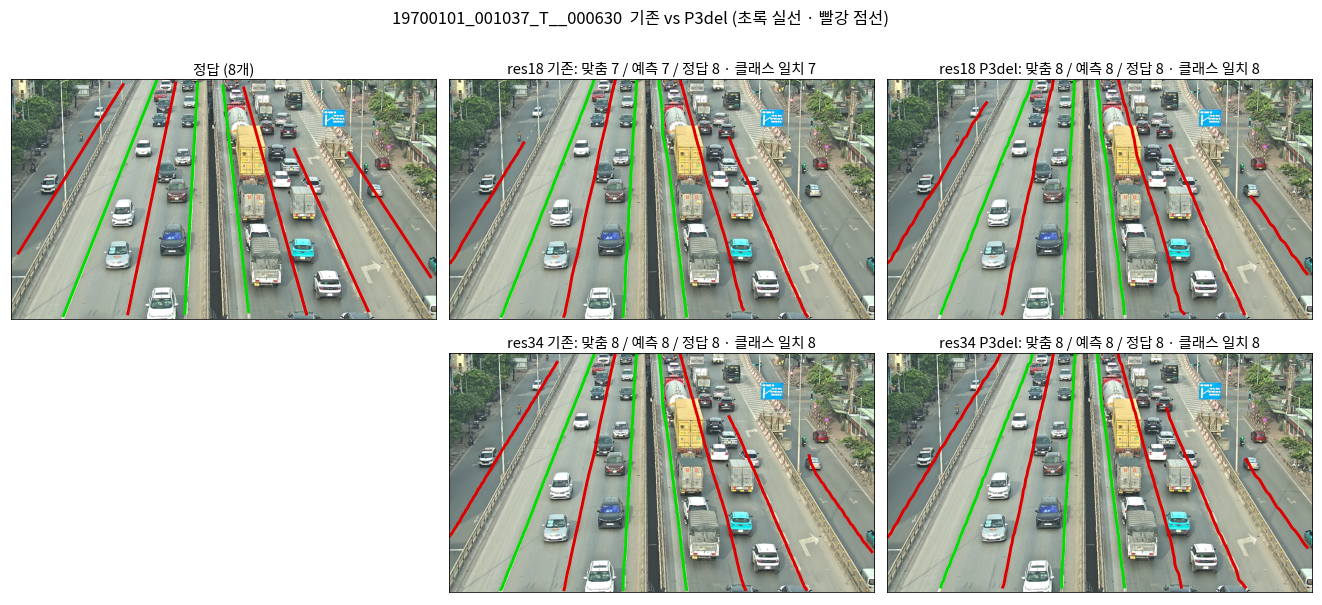 19700101_001037_T__000630 기존 vs P3del (초록 실선 · 빨강 점선)
정답 (8개)
res18 기존: 맞춤 7 / 예측 7 / 정답 8 · 클래스 일치 7
res18 P3del: 맞춤 8 / 예측 8 / 정답 8 · 클래스 일치 8
res34 기존: 맞춤 8 / 예측 8 / 정답 8 · 클래스 일치 8
res34 P3del: 맞춤 8 / 예측 8 / 정답 8 · 클래스 일치 8